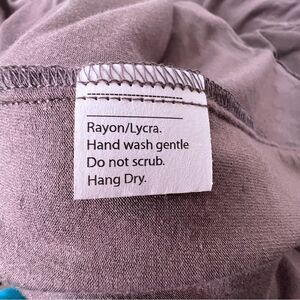 Rayon/Lycra.
Hand wash gentle
Do not scrub.
Hang Dry.